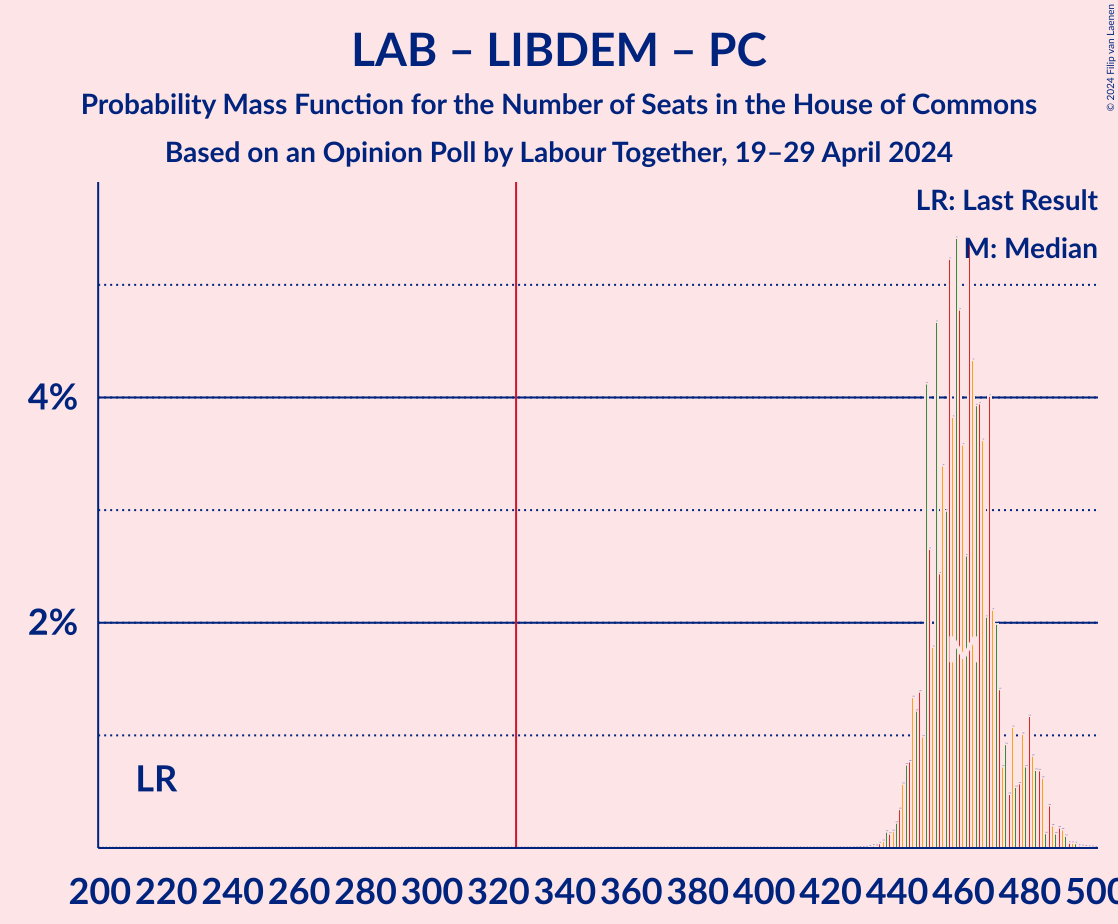 LAB – LIBDEM – PC
Probability Mass Function for the Number of Seats in the House of Commons
Based on an Opinion Poll by Labour Together, 19–29 April 2024
© 2024 Filip van Laenen
LR: Last Result
M: Median
4%
2%
LR
M
200 220 240 260 280 300 320 340 360 380 400 420 440 460 480 500